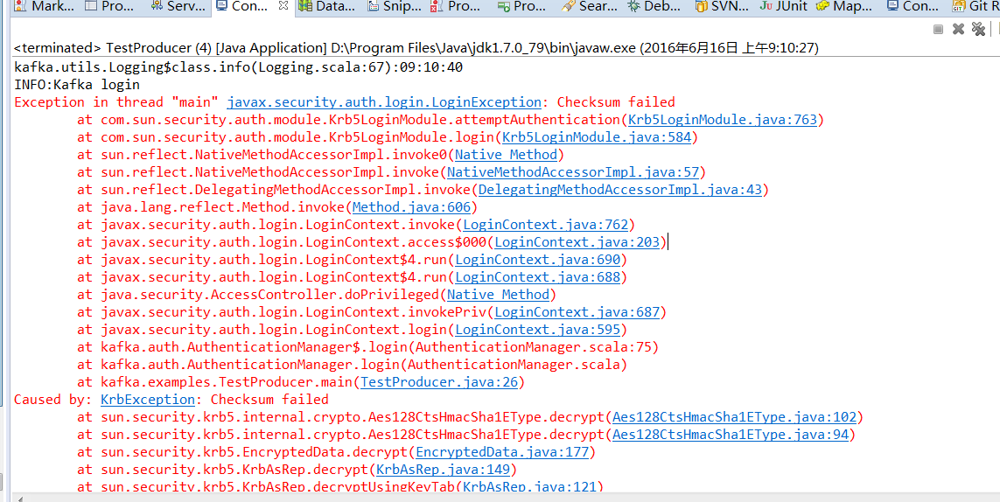 Mark... Pro... Serv... Con... Data... Snip... Pro... Pro... Sear... Deb... SVN... JUnit Map... Con... Git R
<terminated> TestProducer (4) [Java Application] D:\Program Files\Java\jdk1.7.0_79\bin\javaw.exe (2016年6月16日 上午9:10:27)
kafka.utils.Logging$class.info(Logging.scala:67):09:10:40
INFO:Kafka login
Exception in thread "main" javax.security.auth.login.LoginException: Checksum failed
at com.sun.security.auth.module.Krb5LoginModule.attemptAuthentication(Krb5LoginModule.java:763)
at com.sun.security.auth.module.Krb5LoginModule.login(Krb5LoginModule.java:584)
at sun.reflect.NativeMethodAccessorImpl.invoke0(Native Method)
at sun.reflect.NativeMethodAccessorImpl.invoke(NativeMethodAccessorImpl.java:57)
at sun.reflect.DelegatingMethodAccessorImpl.invoke(DelegatingMethodAccessorImpl.java:43)
at java.lang.reflect.Method.invoke(Method.java:606)
at javax.security.auth.login.LoginContext.invoke(LoginContext.java:762)
at javax.security.auth.login.LoginContext.access$000(LoginContext.java:203)
at javax.security.auth.login.LoginContext$4.run(LoginContext.java:690)
at javax.security.auth.login.LoginContext$4.run(LoginContext.java:688)
at java.security.AccessController.doPrivileged(Native Method)
at javax.security.auth.login.LoginContext.invokePriv(LoginContext.java:687)
at javax.security.auth.login.LoginContext.login(LoginContext.java:595)
at kafka.auth.AuthenticationManager$.login(AuthenticationManager.scala:75)
at kafka.auth.AuthenticationManager.login(AuthenticationManager.scala)
at kafka.examples.TestProducer.main(TestProducer.java:26)
Caused by: KrbException: Checksum failed
at sun.security.krb5.internal.crypto.Aes128CtsHmacSha1EType.decrypt(Aes128CtsHmacSha1EType.java:102)
at sun.security.krb5.internal.crypto.Aes128CtsHmacSha1EType.decrypt(Aes128CtsHmacSha1EType.java:94)
at sun.security.krb5.EncryptedData.decrypt(EncryptedData.java:177)
at sun.security.krb5.KrbAsRep.decrypt(KrbAsRep.java:149)
at sun.security.krb5.KrbAsRep.decryptUsingKeyTab(KrbAsRep.java:121)